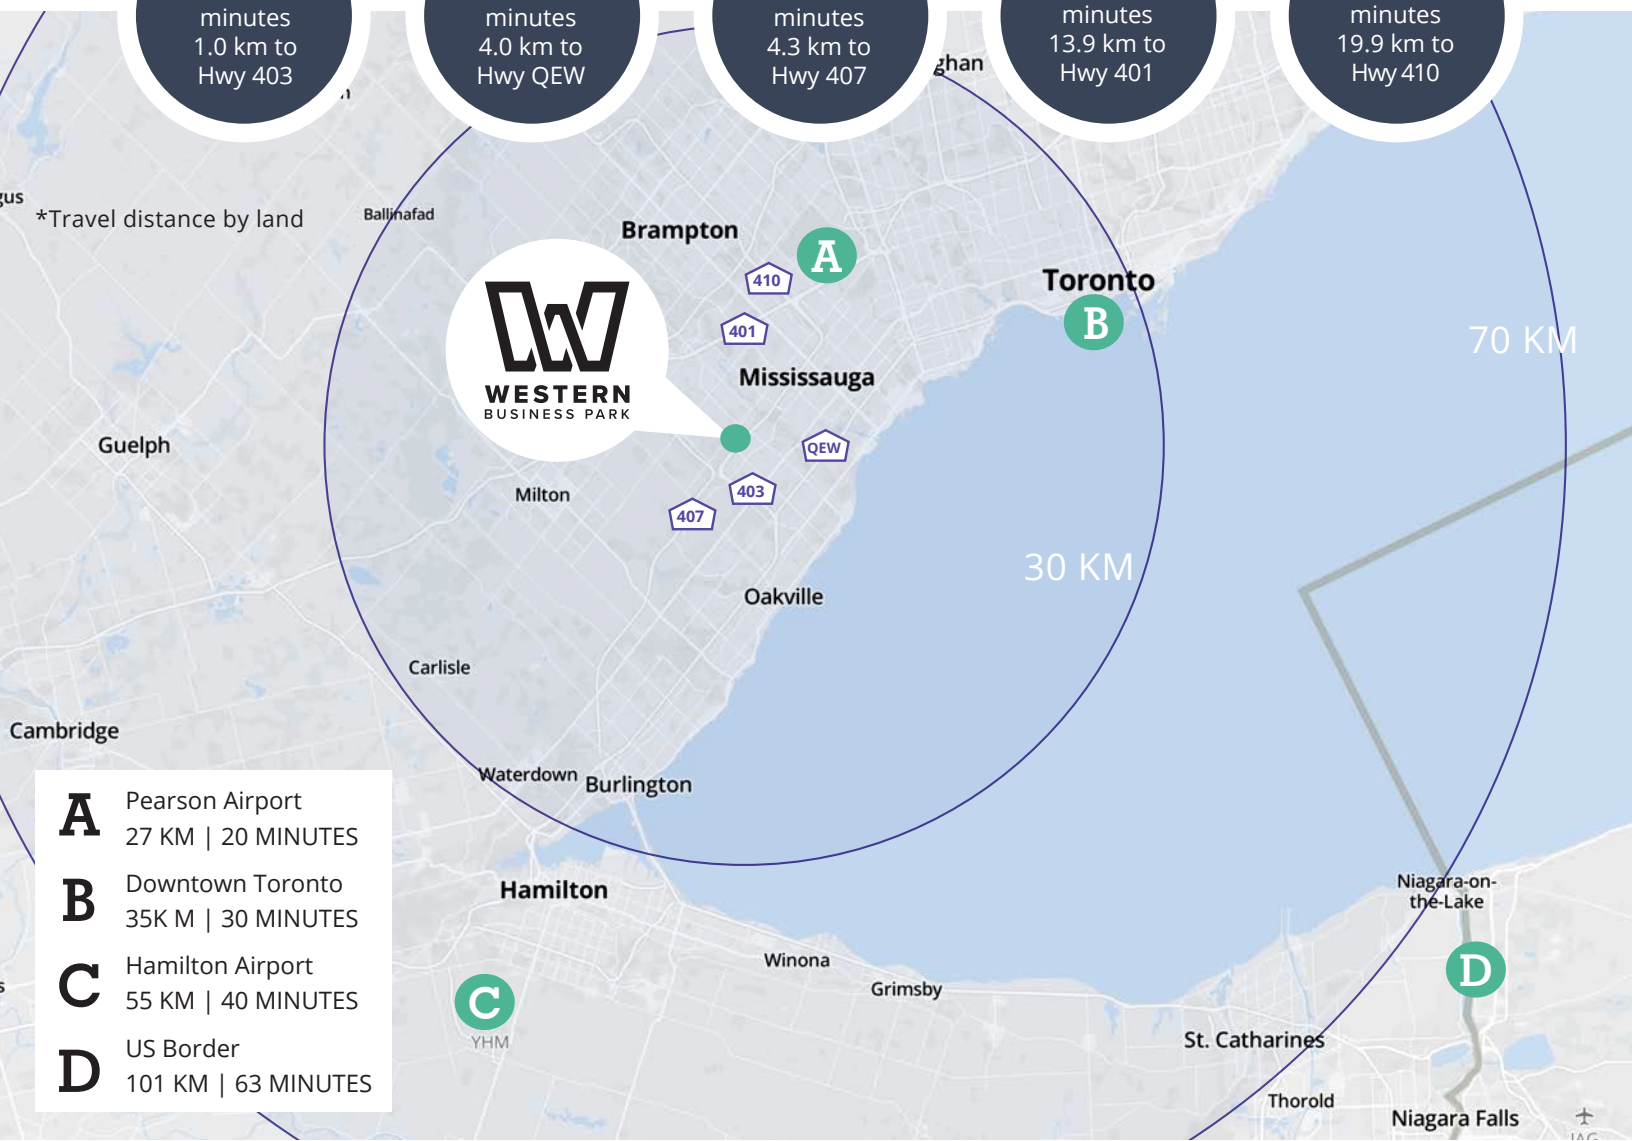 minutes
1.0 km to
Hwy 403
minutes
4.0 km to
Hwy QEW
minutes
4.3 km to
Hwy 407
minutes
13.9 km to
Hwy 401
minutes
19.9 km to
Hwy 410
*Travel distance by land
Ballinafad
Brampton
A
410
401
Toronto
B
70 KM
W
WESTERN
BUSINESS PARK
Mississauga
Guelph
QEW
Milton
403
407
30 KM
Oakville
Carlisle
Cambridge
Waterdown
Burlington
Hamilton
Niagara-on-
the-Lake
Winona
Grimsby
C
YHM
D
St. Catharines
Thorold
Niagara Falls
A
Pearson Airport
27 KM | 20 MINUTES
B
Downtown Toronto
35K M | 30 MINUTES
C
Hamilton Airport
55 KM | 40 MINUTES
D
US Border
101 KM | 63 MINUTES